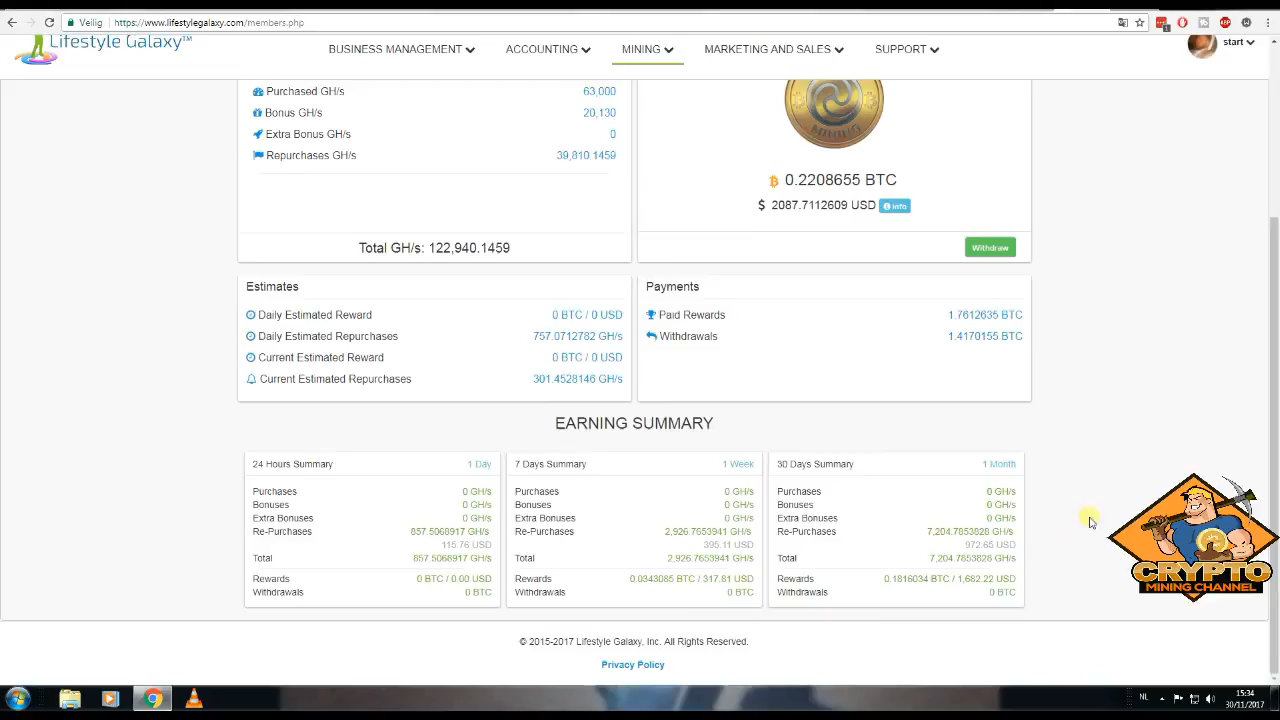 Veilig
https://www.lifestylegalaxy.com/members.php
Lifestyle Galaxy™
BUSINESS MANAGEMENT
ACCOUNTING
MINING
MARKETING AND SALES
SUPPORT
start
Purchased GH/s 63,000
Bonus GH/s 20,130
Extra Bonus GH/s 0
Repurchases GH/s 39,810.1459
Total GH/s: 122,940.1459
MINING
0.2208655 BTC
$ 2087.7112609 USD info
Withdraw
Estimates
Daily Estimated Reward 0 BTC / 0 USD
Daily Estimated Repurchases 757.0712782 GH/s
Current Estimated Reward 0 BTC / 0 USD
Current Estimated Repurchases 301.4528146 GH/s
Payments
Paid Rewards 1.7612635 BTC
Withdrawals 1.4170155 BTC
EARNING SUMMARY
24 Hours Summary 1 Day
Purchases 0 GH/s
Bonuses 0 GH/s
Extra Bonuses 0 GH/s
Re-Purchases 857.5068917 GH/s
115.76 USD
Total 857.5068917 GH/s
Rewards 0 BTC / 0.00 USD
Withdrawals 0 BTC
7 Days Summary 1 Week
Purchases 0 GH/s
Bonuses 0 GH/s
Extra Bonuses 0 GH/s
Re-Purchases 2,926.7653941 GH/s
395.11 USD
Total 2,926.7653941 GH/s
Rewards 0.0343085 BTC / 317.81 USD
Withdrawals 0 BTC
30 Days Summary 1 Month
Purchases 0 GH/s
Bonuses 0 GH/s
Extra Bonuses 0 GH/s
Re-Purchases 7,204.7853828 GH/s
972.65 USD
Total 7,204.7853828 GH/s
Rewards 0.1816034 BTC / 1,682.22 USD
Withdrawals 0 BTC
CRYPTO
MINING CHANNEL
© 2015-2017 Lifestyle Galaxy, Inc. All Rights Reserved.
Privacy Policy
NL
15:34
30/11/2017